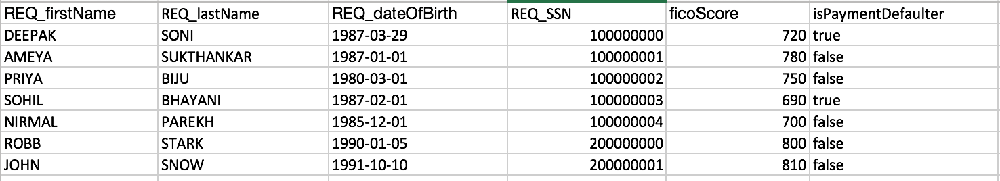 REQ_firstName REQ_lastName REQ_dateOfBirth REQ_SSN ficoScore isPaymentDefaulter
DEEPAK SONI 1987-03-29 100000000 720 true
AMEYA SUKTHANKAR 1987-01-01 100000001 780 false
PRIYA BIJU 1980-03-01 100000002 750 false
SOHIL BHAYANI 1987-02-01 100000003 690 true
NIRMAL PAREKH 1985-12-01 100000004 700 false
ROBB STARK 1990-01-05 200000000 800 false
JOHN SNOW 1991-10-10 200000001 810 false